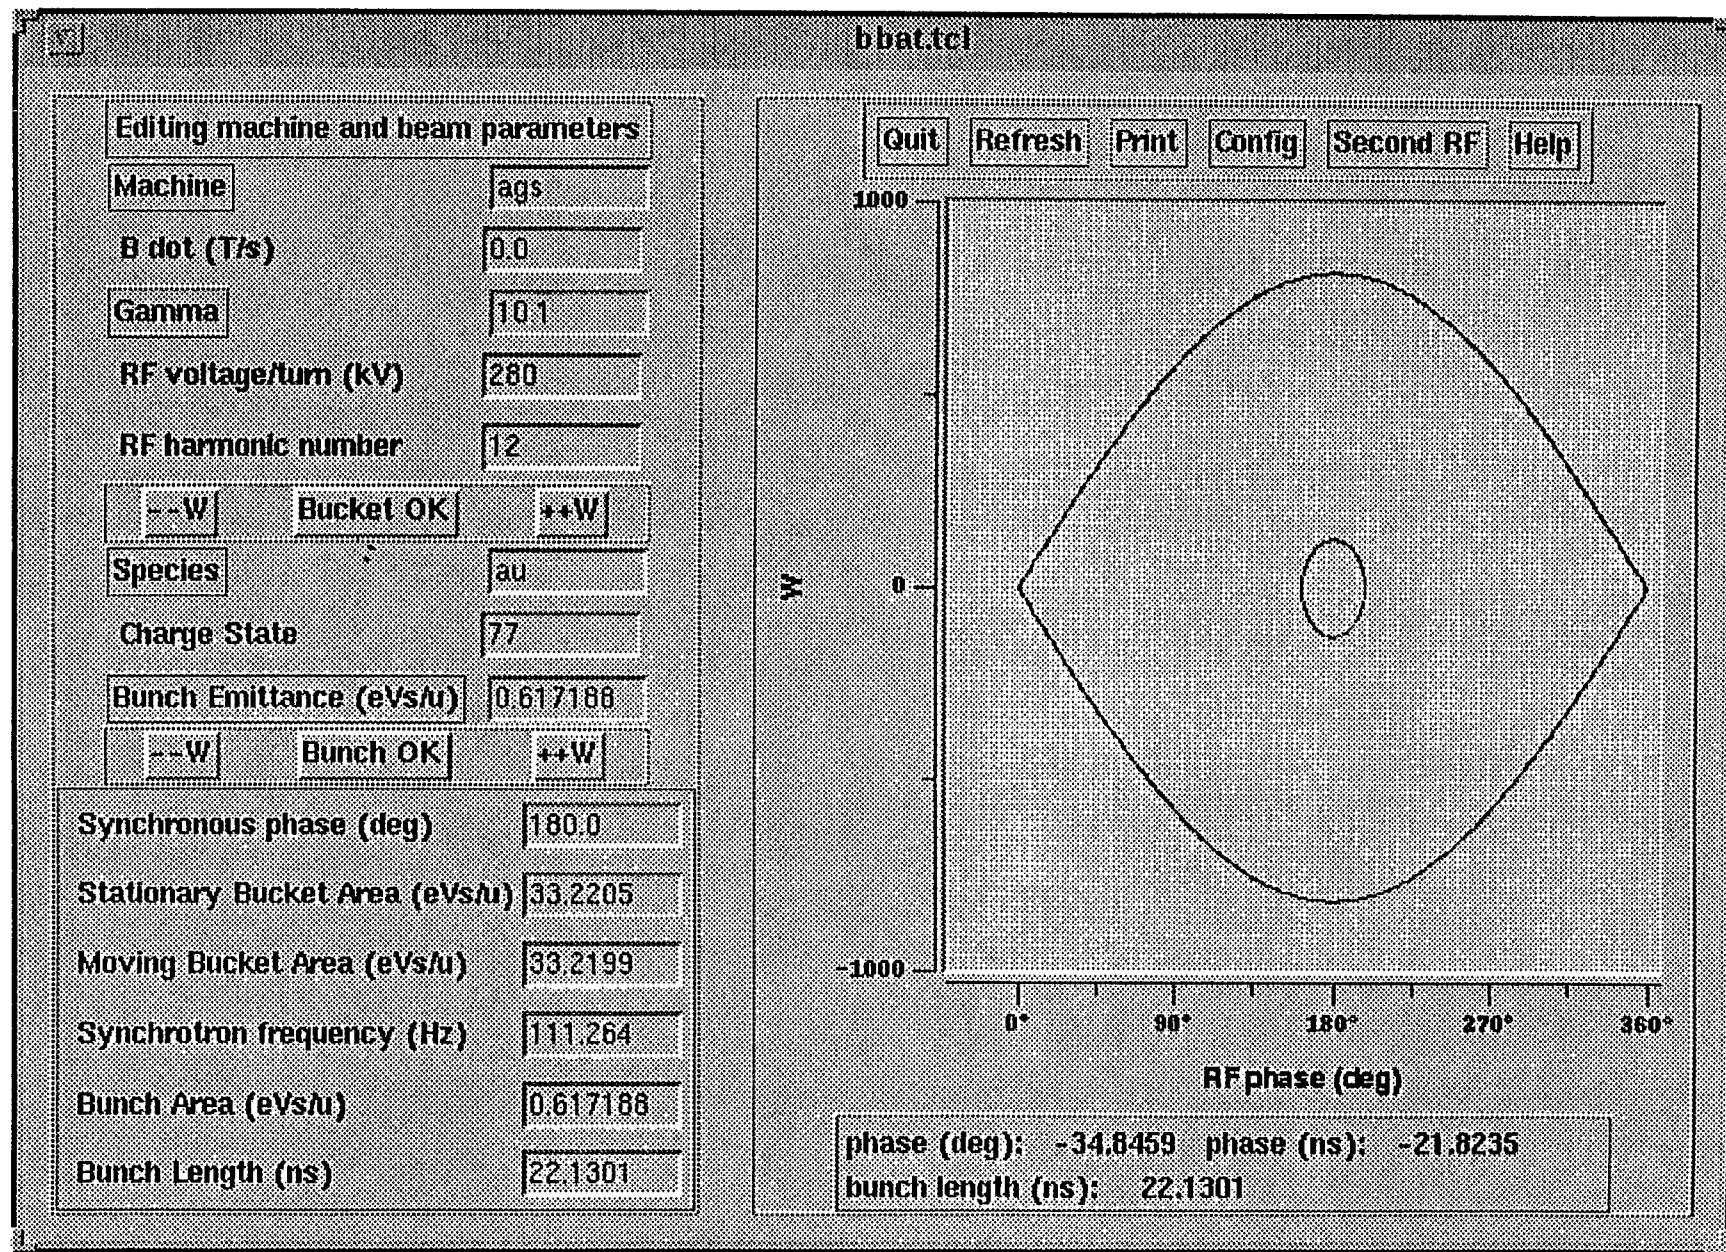 bbat.tcl
Editing machine and beam parameters
Machine ags
B dot (T/s) 0.0
Gamma 10.1
RF voltage/turn (kV) 280
RF harmonic number 12
--W Bucket OK ++W
Species au
Charge State 77
Bunch Emittance (eVs/u) 0.617188
--W Bunch OK ++W
Synchronous phase (deg) 180.0
Stationary Bucket Area (eVs/u) 33.2205
Moving Bucket Area (eVs/u) 33.2199
Synchrotron frequency (Hz) 111.264
Bunch Area (eVs/u) 0.617188
Bunch Length (ns) 22.1301
Quit Refresh Print Config Second RF Help
1000
W 0
-1000
0° 90° 180° 270° 360°
RF phase (deg)
phase (deg): -34.8459 phase (ns): -21.8235
bunch length (ns): 22.1301